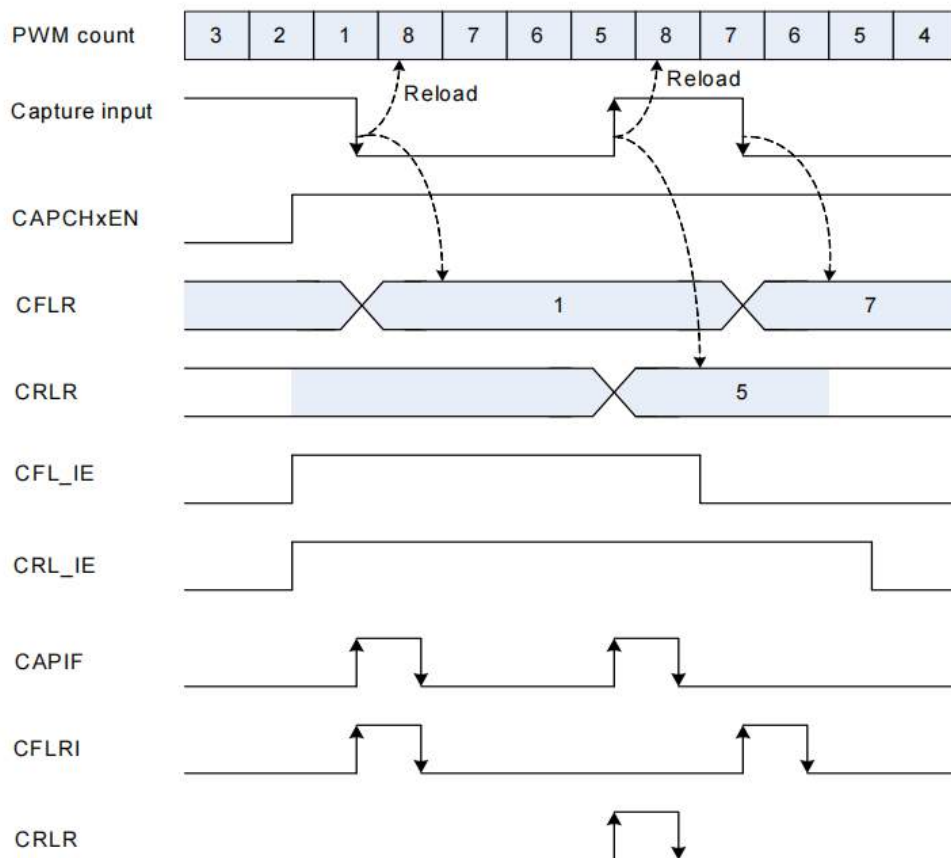 PWM count 3 2 1 8 7 6 5 8 7 6 5 4
Reload Reload
Capture input
CAPCHxEN
CFLR 1 7
CRLR 5
CFL_IE
CRL_IE
CAPIF
CFLRI
CRLR